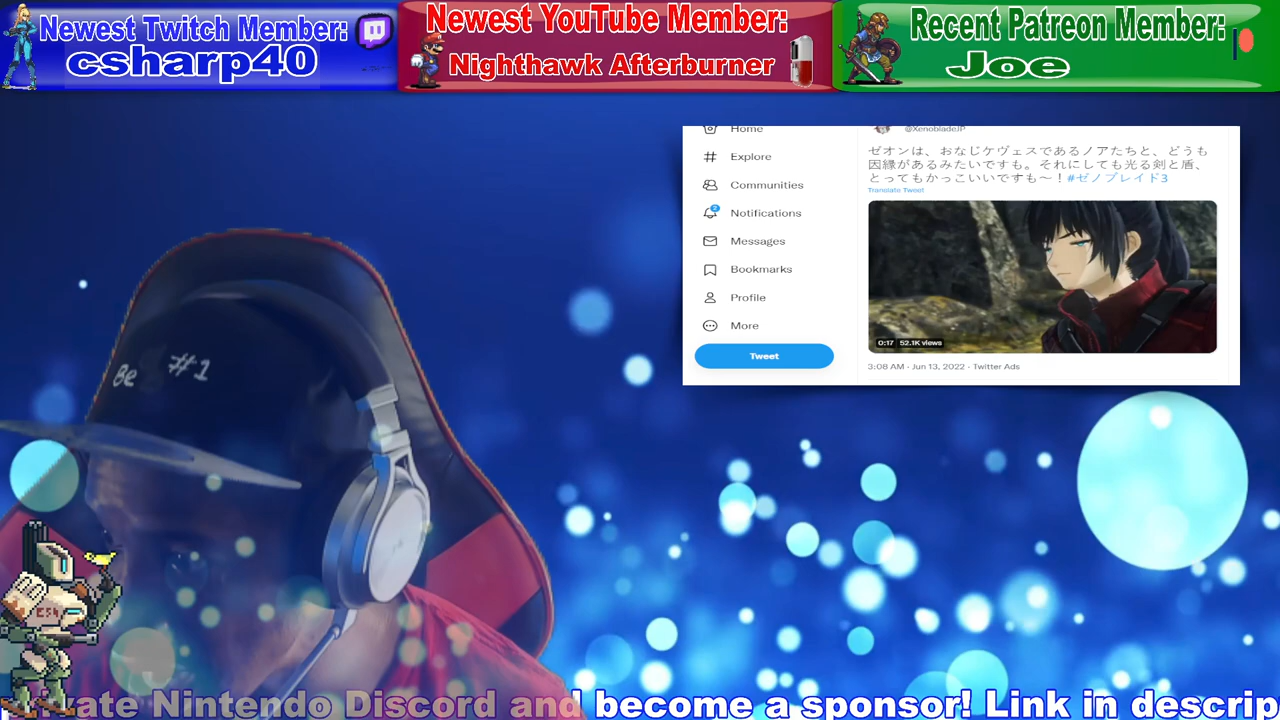 Newest Twitch Member:
csharp40
Newest YouTube Member:
Nighthawk Afterburner
Recent Patreon Member:
Joe
Home
Explore
Communities
2
Notifications
Messages
Bookmarks
Profile
More
Tweet
@XenobladeJP
ゼオンは、おなじケヴェスであるノアたちと、どうも
因縁があるみたいですも。それにしても光る剣と盾、
とってもかっこいいですも～！#ゼノブレイド3
Translate Tweet
0:17 52.1K views
3:08 AM · Jun 13, 2022 · Twitter Ads
Be #1
Nintendo Discord and become a sponsor! Link in descrip